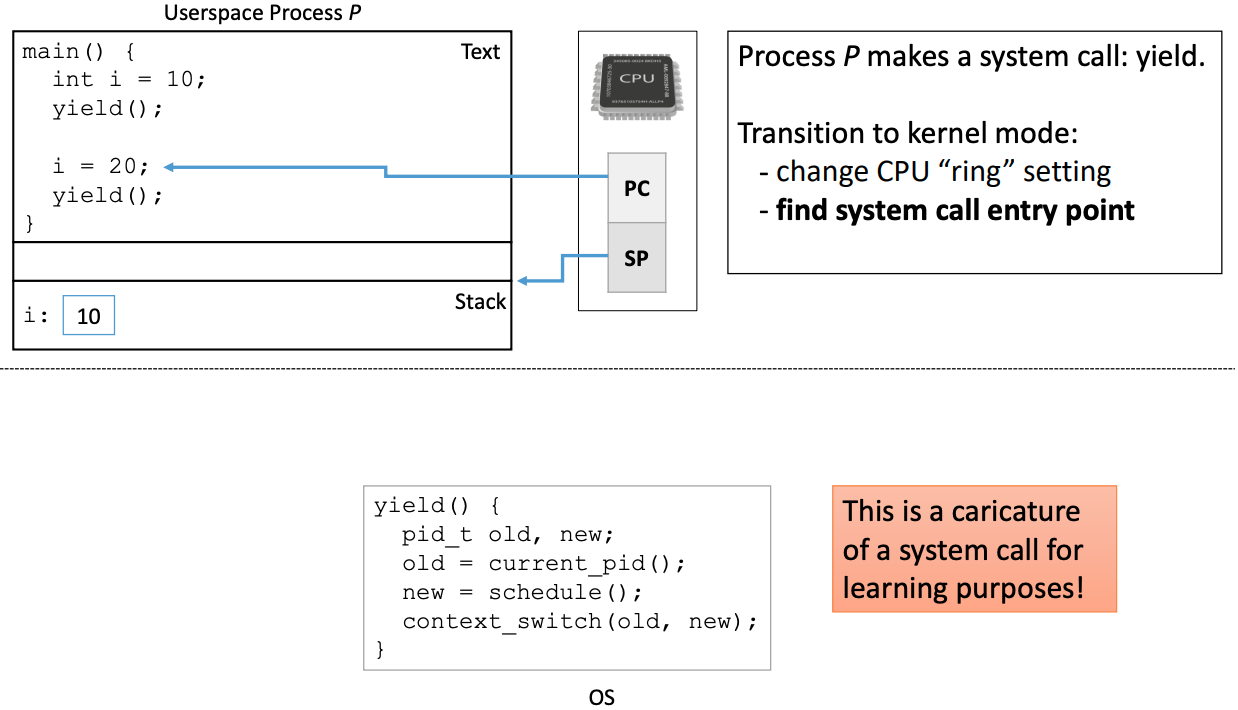 Userspace Process P
main() {
Text
int i = 10;
yield();
i = 20;
yield();
}
Stack
i:
10
CPU
PC
SP
Process P makes a system call: yield.
Transition to kernel mode:
- change CPU “ring” setting
- find system call entry point
yield() {
pid_t old, new;
old = current_pid();
new = schedule();
context_switch(old, new);
}
OS
This is a caricature
of a system call for
learning purposes!